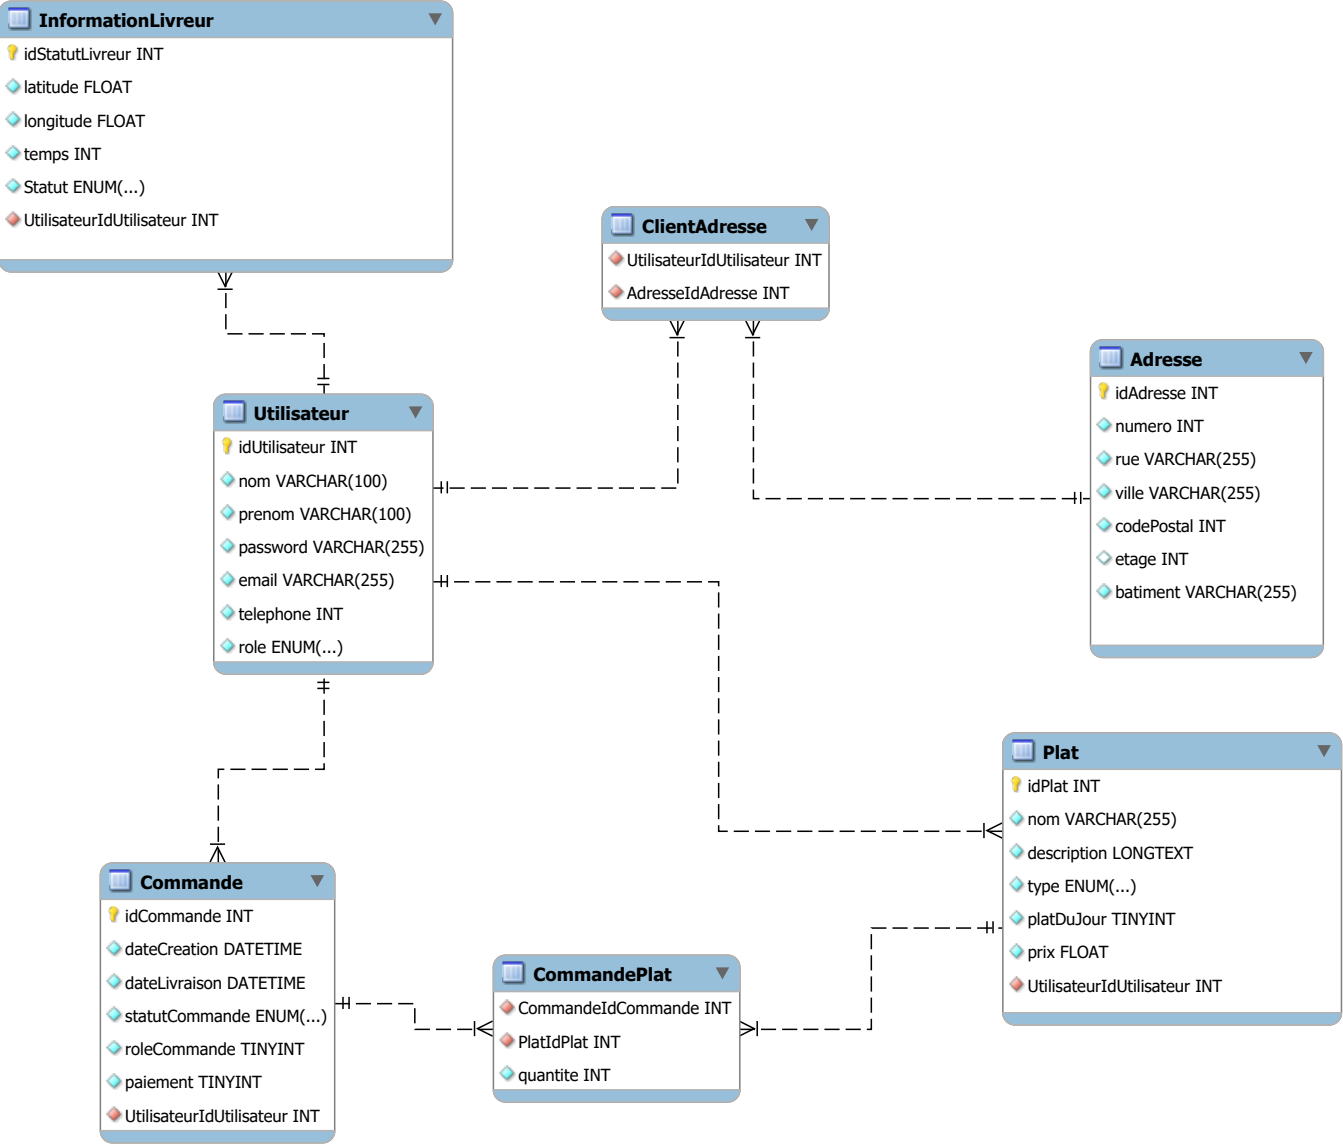 InformationLivreur
idStatutLivreur INT
latitude FLOAT
longitude FLOAT
temps INT
Statut ENUM(...)
UtilisateurIdUtilisateur INT
ClientAdresse
UtilisateurIdUtilisateur INT
AdresseIdAdresse INT
Adresse
idAdresse INT
numero INT
rue VARCHAR(255)
ville VARCHAR(255)
codePostal INT
etage INT
batiment VARCHAR(255)
Utilisateur
idUtilisateur INT
nom VARCHAR(100)
prenom VARCHAR(100)
password VARCHAR(255)
email VARCHAR(255)
telephone INT
role ENUM(...)
Plat
idPlat INT
nom VARCHAR(255)
description LONGTEXT
type ENUM(...)
platDuJour TINYINT
prix FLOAT
UtilisateurIdUtilisateur INT
Commande
idCommande INT
dateCreation DATETIME
dateLivraison DATETIME
statutCommande ENUM(...)
roleCommande TINYINT
paiement TINYINT
UtilisateurIdUtilisateur INT
CommandePlat
CommandeIdCommande INT
PlatIdPlat INT
quantite INT